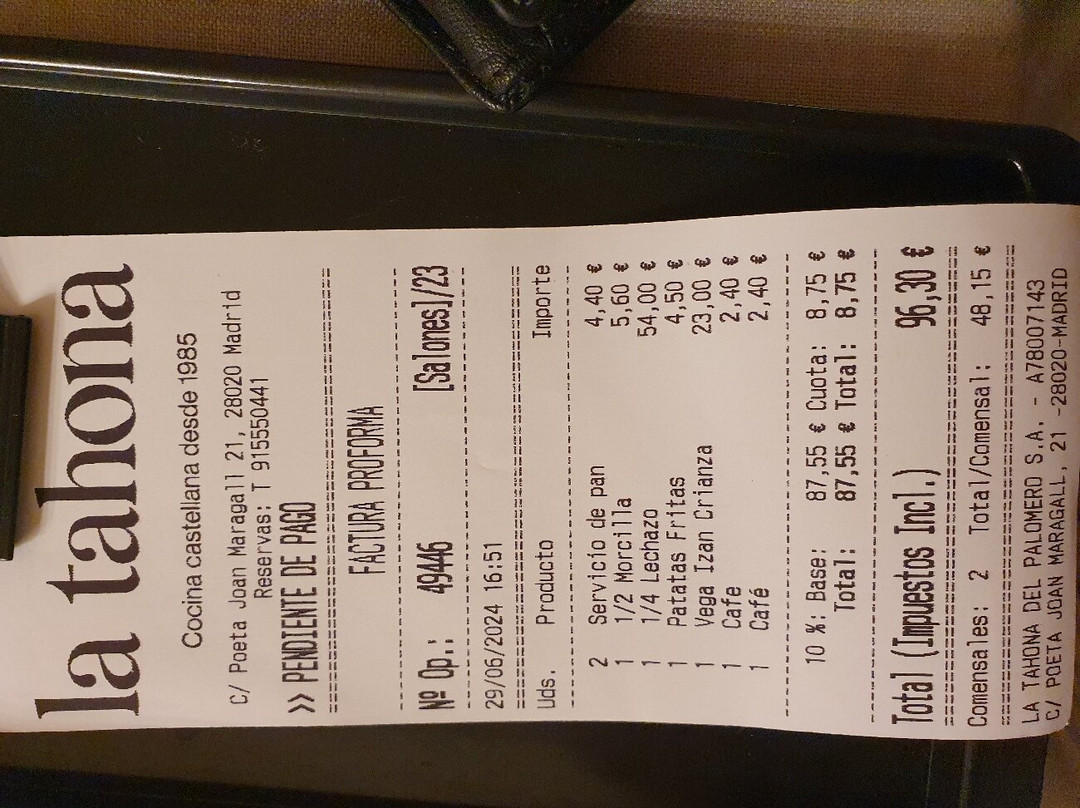 la tahona
Cocina castellana desde 1985
C/ Poeta Joan Maragall 21, 28020 Madrid
Reservas: T 915550441
>> PENDIENTE DE PAGO
FACTURA PROFORMA
Nº Op.: 49446 [Salones]/23
29/06/2024 16:51
Uds. Producto Importe
2 Servicio de pan 4,40 €
1 1/2 Morcilla 5,60 €
1 1/4 Lechazo 54,00 €
1 Patatas Fritas 4,50 €
1 Vega Izan Crianza 23,00 €
1 Cafe 2,40 €
1 Café 2,40 €
10 %: Base: 87,55 € Cuota: 8,75 €
Total: 87,55 € Total: 8,75 €
Total (Impuestos Incl.) 96,30 €
Comensales: 2 Total/Comensal: 48,15 €
LA TAHONA DEL PALOMERO S.A. - A78007143
C/ POETA JOAN MARAGALL, 21 -28020-MADRID